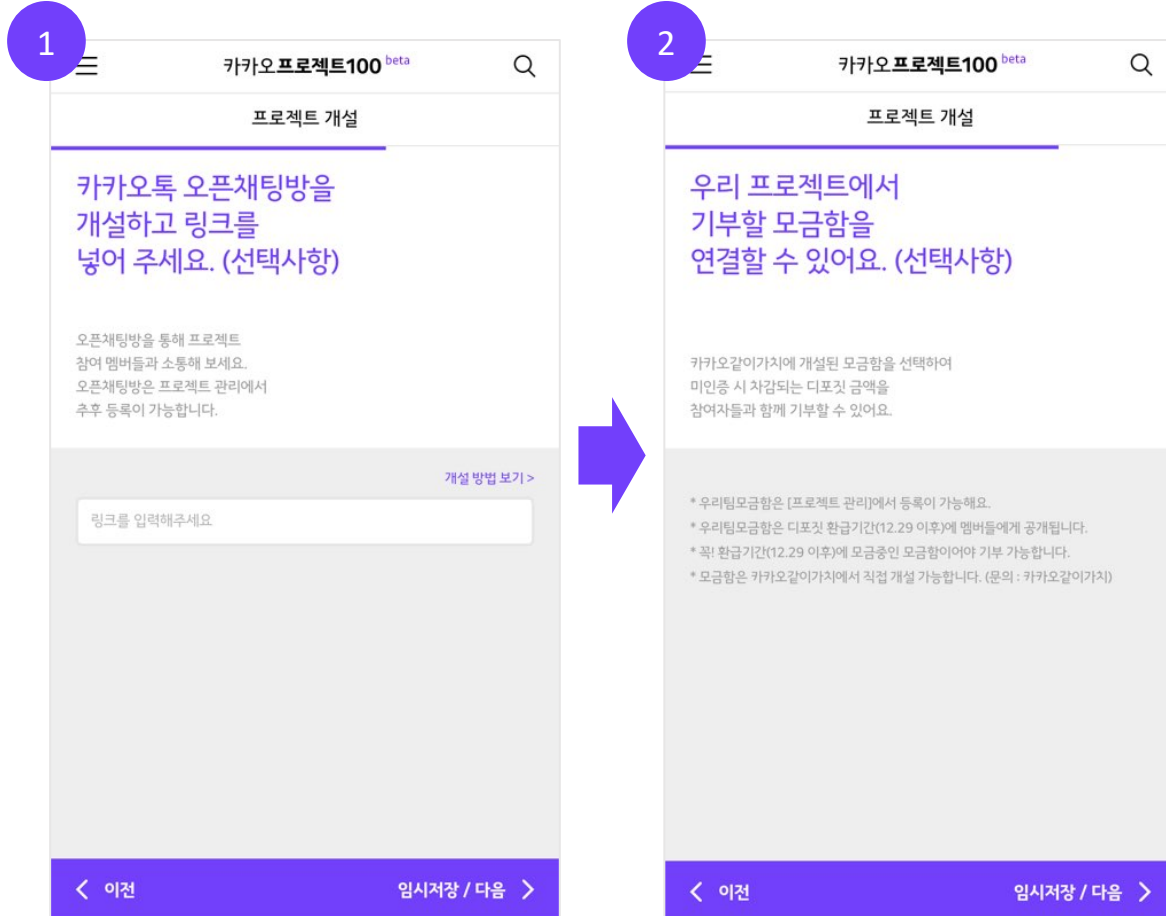 1
카카오프로젝트100 beta
프로젝트 개설
카카오톡 오픈채팅방을
개설하고 링크를
넣어 주세요. (선택사항)
오픈채팅방을 통해 프로젝트
참여 멤버들과 소통해 보세요.
오픈채팅방은 프로젝트 관리에서
추후 등록이 가능합니다.
개설 방법 보기 >
링크를 입력해주세요
이전
임시저장 / 다음
2
카카오프로젝트100 beta
프로젝트 개설
우리 프로젝트에서
기부할 모금함을
연결할 수 있어요. (선택사항)
카카오같이가치에 개설된 모금함을 선택하여
미인증 시 차감되는 디포짓 금액을
참여자들과 함께 기부할 수 있어요.
* 우리팀모금함은 [프로젝트 관리]에서 등록이 가능해요.
* 우리팀모금함은 디포짓 환급기간(12.29 이후)에 멤버들에게 공개됩니다.
* 꼭! 환급기간(12.29 이후)에 모금중인 모금함이어야 기부 가능합니다.
* 모금함은 카카오같이가치에서 직접 개설 가능합니다. (문의 : 카카오같이가치)
이전
임시저장 / 다음